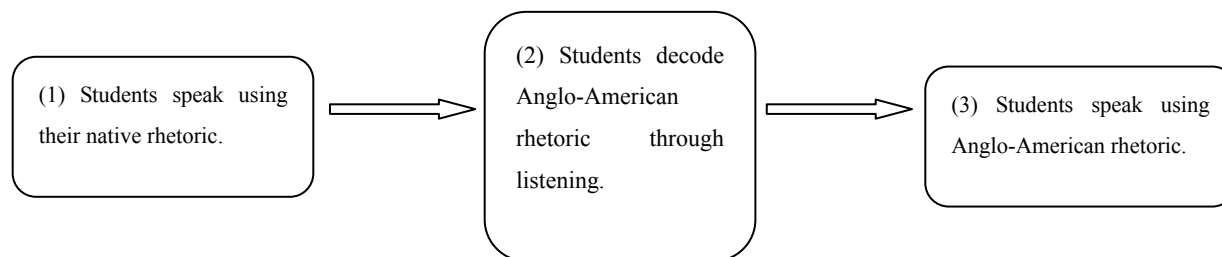 (1) Students speak using
their native rhetoric.
(2) Students decode
Anglo-American
rhetoric through
listening.
(3) Students speak using
Anglo-American rhetoric.